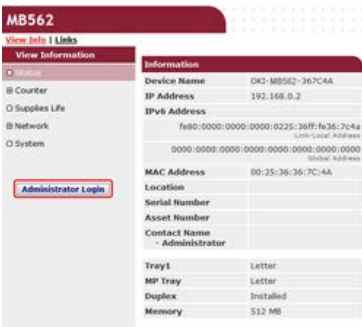 MB562
View Info | Links
View Information
Status
Counter
Supplies Life
Network
System
Administrator Login
Information
Device Name OKI-MB562-367C4A
IP Address 192.168.0.2
IPv6 Address
fe80:0000:0000:0000:0225:36ff:fe36:7c4a
Link-Local Address
0000:0000:0000:0000:0000:0000:0000:0000
Global Address
MAC Address 00:25:36:36:7C:4A
Location
Serial Number
Asset Number
Contact Name
- Administrator
Tray1 Letter
MP Tray Letter
Duplex Installed
Memory 512 MB